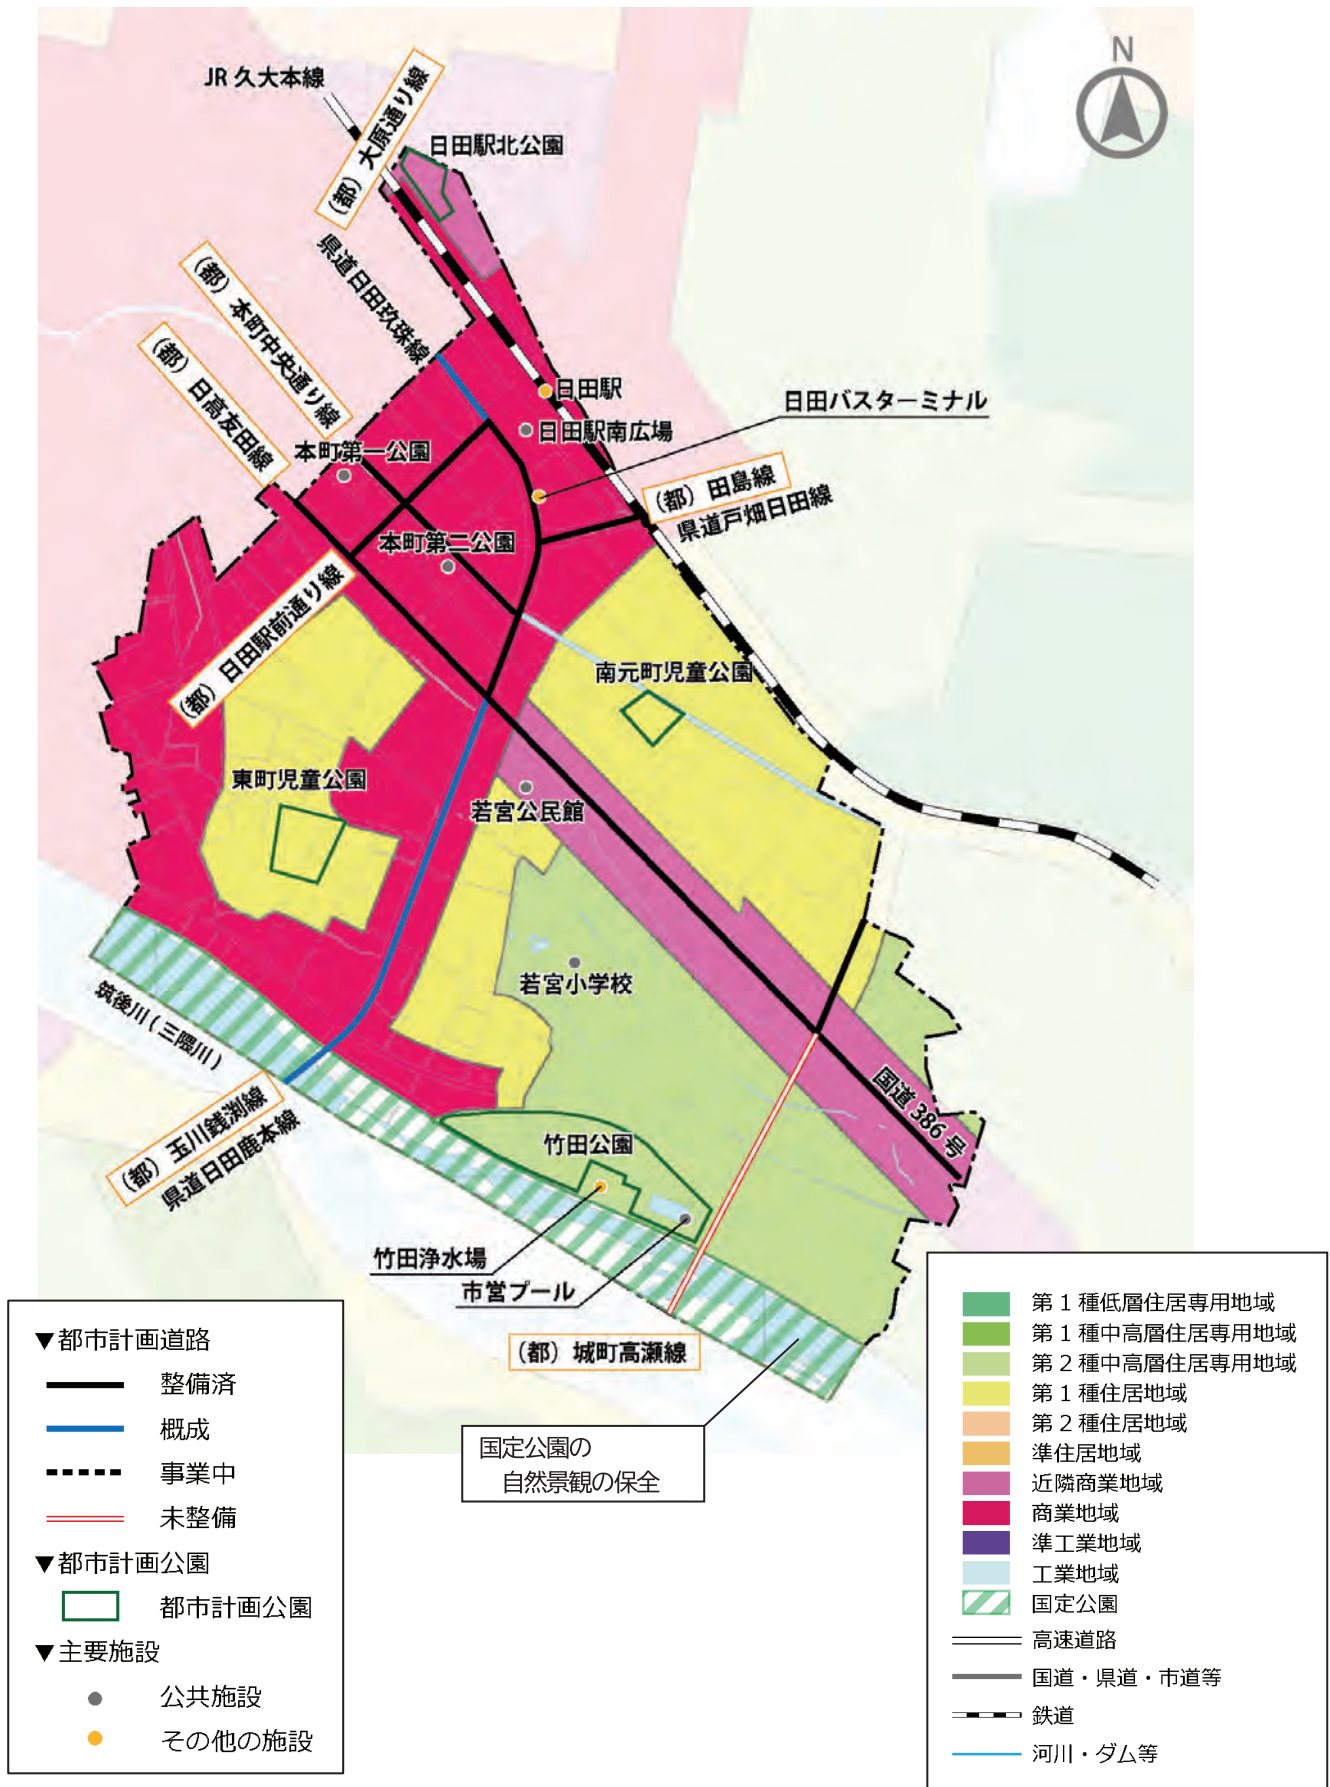 N
JR 久大本線
(都) 大原通り線
日田駅北公園
県道日田玖珠線
(都) 本町中央通り線
(都) 日高友田線
日田駅
日田バスターミナル
日田駅南広場
本町第一公園
(都) 田島線
県道戸畑日田線
本町第二公園
(都) 日田駅前通り線
南元町児童公園
東町児童公園
若宮公民館
若宮小学校
筑後川(三隈川)
国道 386 号
(都) 玉川銭渕線
県道日田鹿本線
竹田公園
竹田浄水場
市営プール
(都) 城町高瀬線
国定公園の
自然景観の保全
▼都市計画道路
整備済
概成
事業中
未整備
▼都市計画公園
都市計画公園
▼主要施設
公共施設
その他の施設
第1種低層住居専用地域
第1種中高層住居専用地域
第2種中高層住居専用地域
第1種住居地域
第2種住居地域
準住居地域
近隣商業地域
商業地域
準工業地域
工業地域
国定公園
高速道路
国道・県道・市道等
鉄道
河川・ダム等